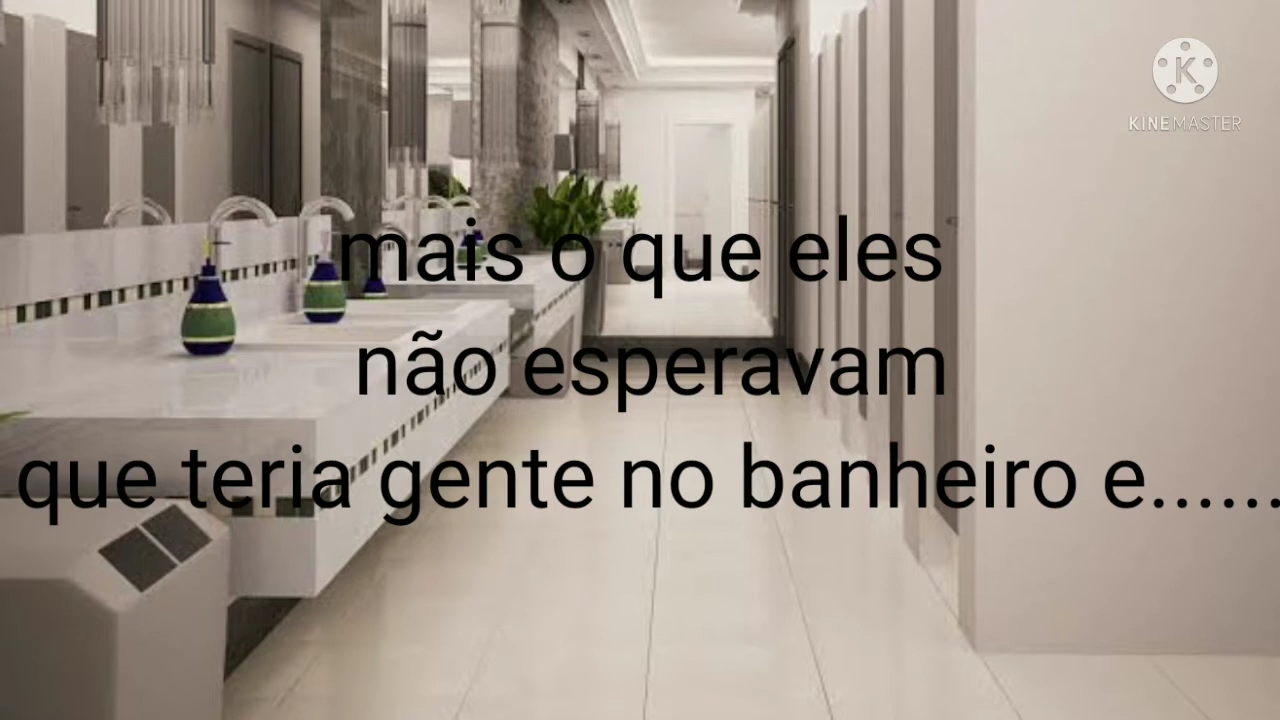 K
KINEMASTER
mais o que eles
não esperavam
que teria gente no banheiro e......